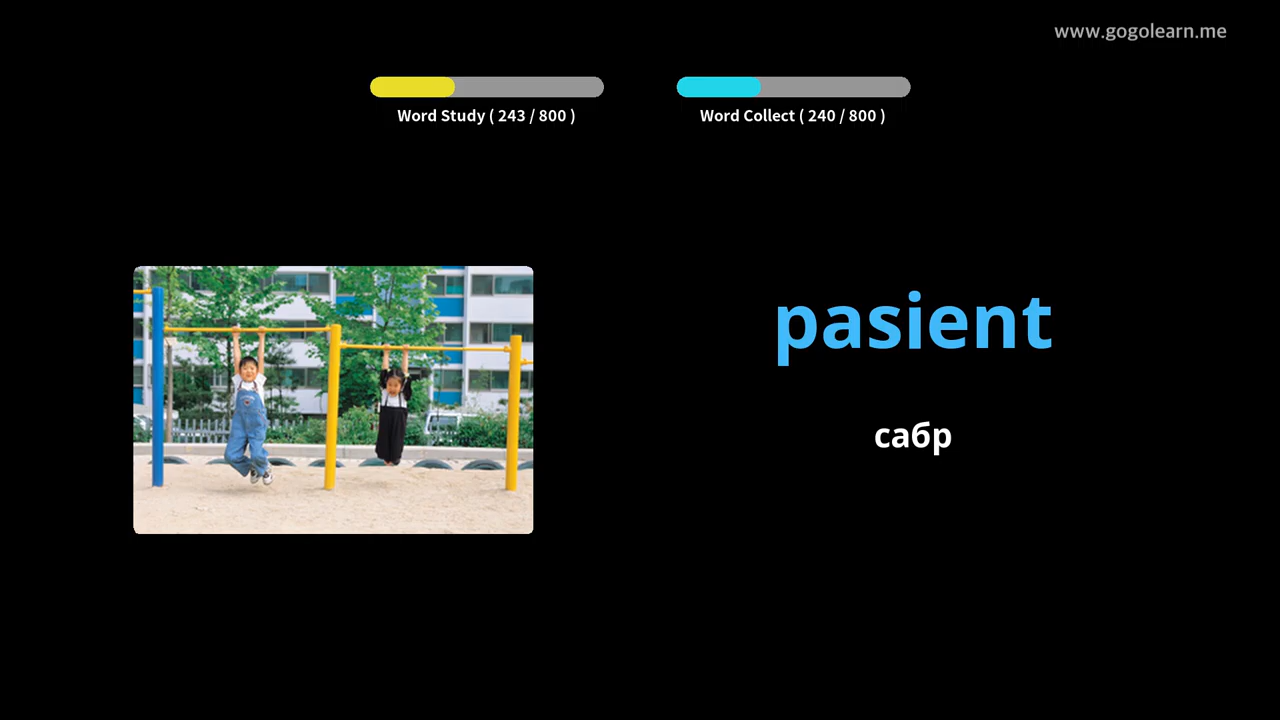 www.gogolearn.me
Word Study ( 243 / 800 )
Word Collect ( 240 / 800 )
pasient
сабр